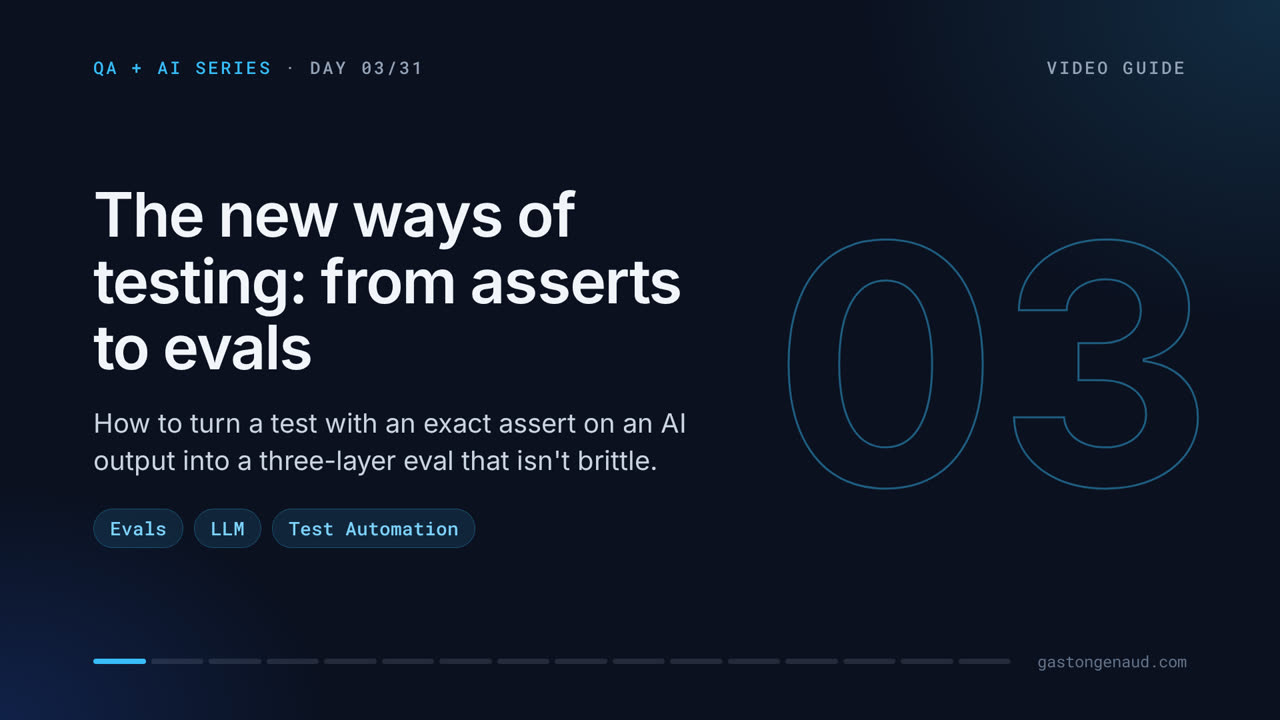 QA + AI SERIES · DAY 03/31
VIDEO GUIDE
The new ways of
testing: from asserts
to evals
03
How to turn a test with an exact assert on an AI
output into a three-layer eval that isn't brittle.
Evals
LLM
Test Automation
gastongenaud.com